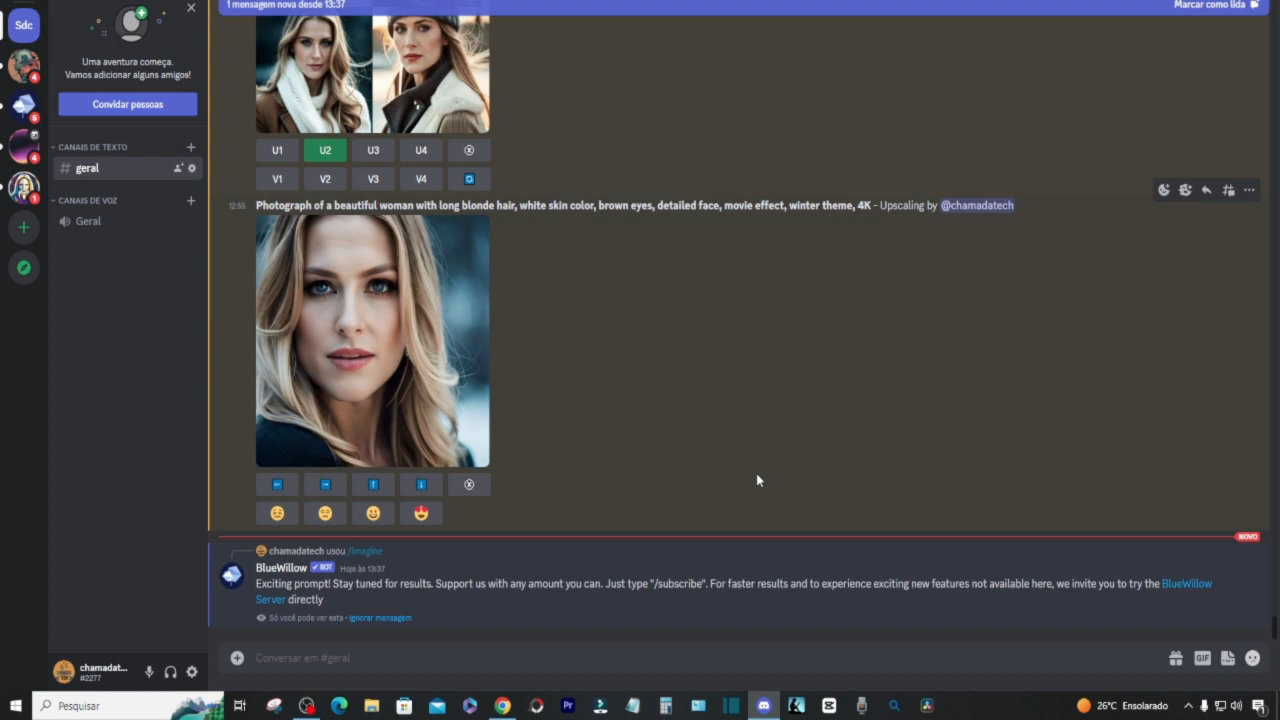 1 mensagem nova desde 13:37
Marcar como lida
Sdc
Uma aventura começa.
Vamos adicionar alguns amigos!
Convidar pessoas
CANAIS DE TEXTO
geral
CANAIS DE VOZ
Geral
4
6
4
1
U1 U2 U3 U4
V1 V2 V3 V4
12:55 Photograph of a beautiful woman with long blonde hair, white skin color, brown eyes, detailed face, movie effect, winter theme, 4K - Upscaling by @chamadatech
NOVO
chamadatech usou /imagine
BlueWillow BOT Hoje às 13:37
Exciting prompt! Stay tuned for results. Support us with any amount you can. Just type "/subscribe". For faster results and to experience exciting new features not available here, we invite you to try the BlueWillow
Server directly
Só você pode ver esta • Ignorar mensagem
Conversar em #geral
GIF
chamadat...
#2277
Pesquisar
Pr
26°C Ensolarado